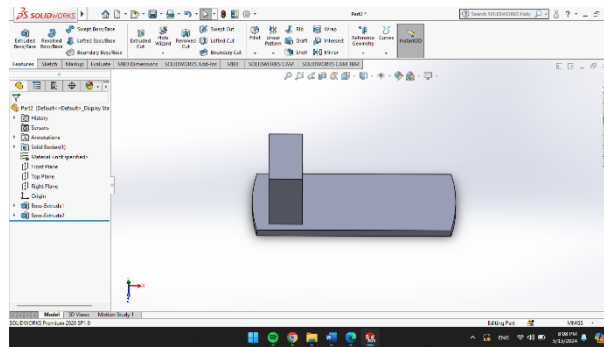 SOLIDWORKS
Part2 *
Search SOLIDWORKS Help
Extruded Boss/Base
Revolved Boss/Base
Swept Boss/Base
Lofted Boss/Base
Boundary Boss/Base
Extruded Cut
Hole Wizard
Revolved Cut
Swept Cut
Lofted Cut
Boundary Cut
Fillet
Linear Pattern
Rib
Draft
Shell
Wrap
Intersect
Mirror
Reference Geometry
Curves
Instant3D
Features Sketch Markup Evaluate MBD Dimensions SOLIDWORKS Add-Ins MBD SOLIDWORKS CAM SOLIDWORKS CAM TBM
Part2 (Default<<Default>_Display Sta
History
Sensors
Annotations
Solid Bodies(1)
Material <not specified>
Front Plane
Top Plane
Right Plane
Origin
Boss-Extrude1
Boss-Extrude2
Model 3D Views Motion Study 1
SOLIDWORKS Premium 2020 SP1.0
Editing Part
MMGS
ENG
8:08 PM